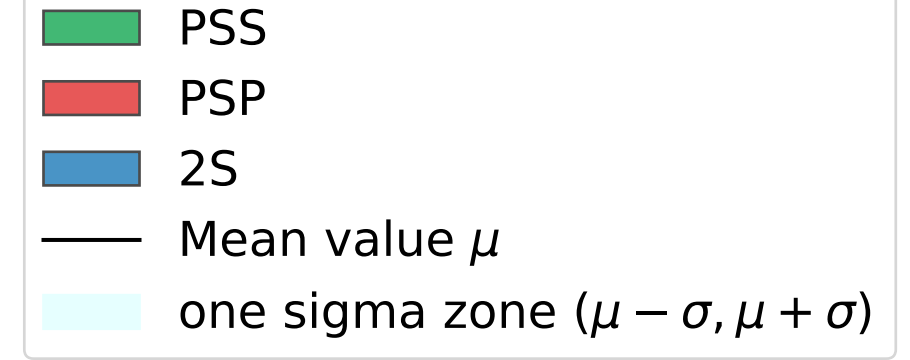 PSS
PSP
2S
Mean value μ
one sigma zone (μ − σ, μ + σ)